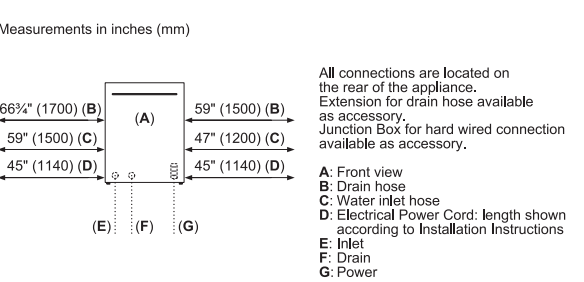 Measurements in inches (mm)
66¾" (1700) (B)
59" (1500) (C)
45" (1140) (D)
(A)
59" (1500) (B)
47" (1200) (C)
45" (1140) (D)
(E)
(F)
(G)
All connections are located on
the rear of the appliance.
Extension for drain hose available
as accessory.
Junction Box for hard wired connection
available as accessory.
A: Front view
B: Drain hose
C: Water inlet hose
D: Electrical Power Cord: length shown
according to Installation Instructions
E: Inlet
F: Drain
G: Power